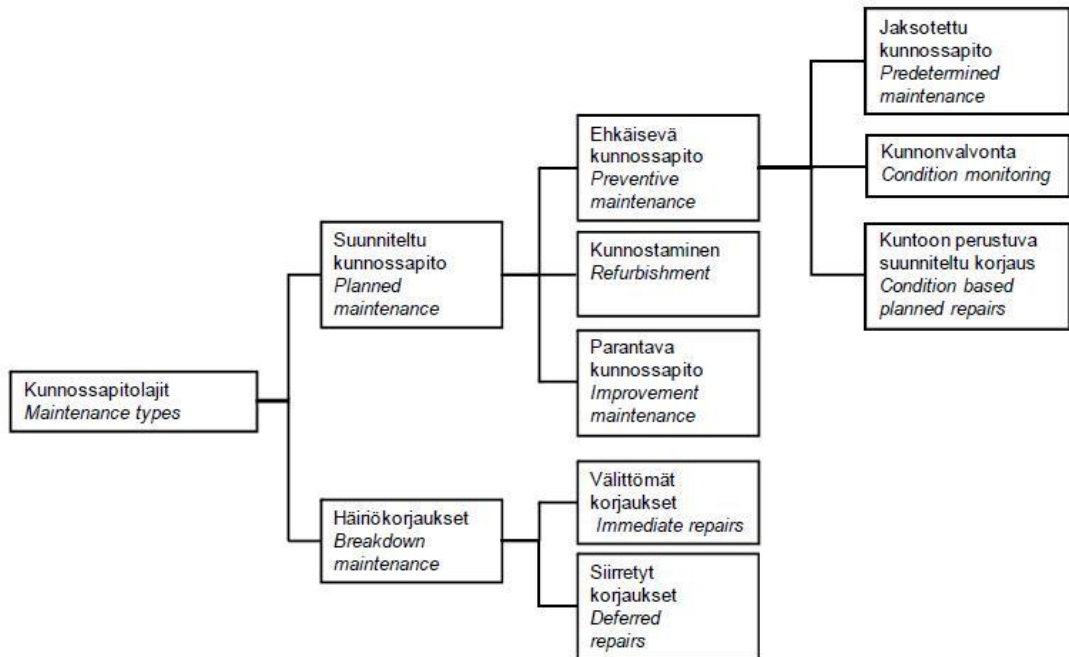 Kunnossapitolajit
Maintenance types
Suunniteltu
kunnossapito
Planned
maintenance
Häiriökorjaukset
Breakdown
maintenance
Ehkäisevä
kunnossapito
Preventive
maintenance
Kunnostaminen
Refurbishment
Parantava
kunnossapito
Improvement
maintenance
Välittömät
korjaukset
Immediate repairs
Siirretyt
korjaukset
Deferred
repairs
Jaksotettu
kunnossapito
Predetermined
maintenance
Kunnonvalvonta
Condition monitoring
Kuntoon perustuva
suunniteltu korjaus
Condition based
planned repairs